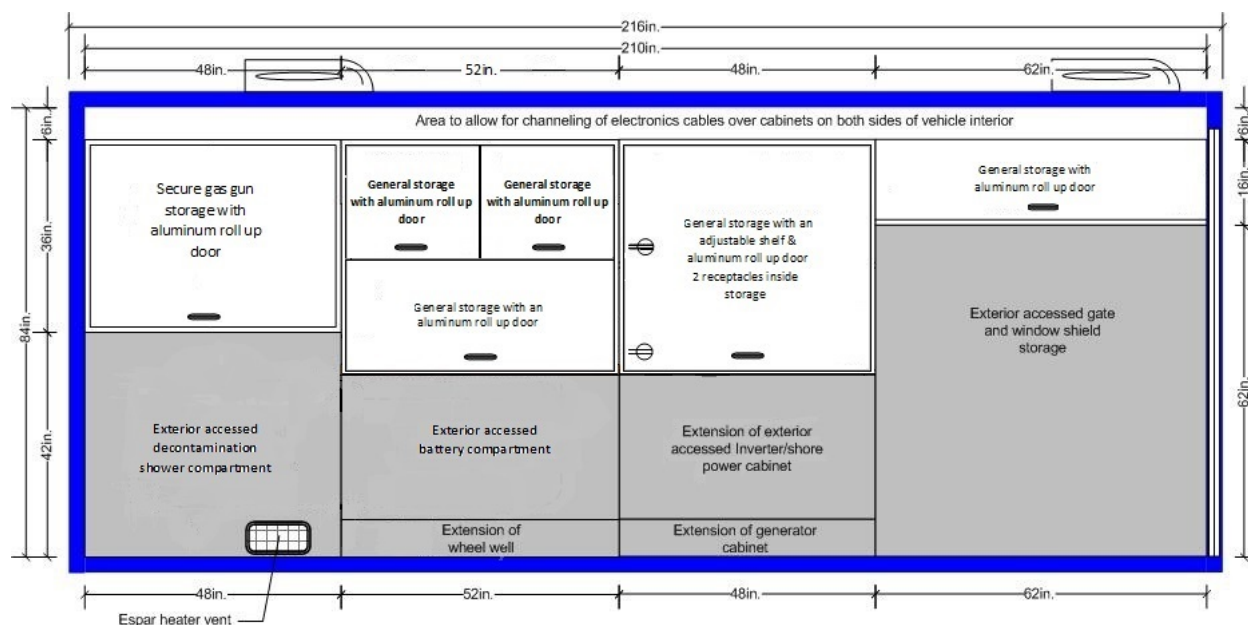 216in.
210in.
48in.
52in.
48in.
62in.
6in.
6in.
Area to allow for channeling of electronics cables over cabinets on both sides of vehicle interior
Secure gas gun
storage with
aluminum roll up
door
General storage
with aluminum roll up
door
General storage
with aluminum roll up
door
General storage with an
adjustable shelf &
aluminum roll up door
2 receptacles inside
storage
General storage with
aluminum roll up door
16in.
36in.
General storage with an
aluminum roll up door
84in.
Exterior accessed gate
and window shield
storage
62in.
42in.
Exterior accessed
decontamination
shower compartment
Exterior accessed
battery compartment
Extension of exterior
accessed Inverter/shore
power cabinet
Extension of
wheel well
Extension of generator
cabinet
48in.
52in.
48in.
62in.
Espar heater vent